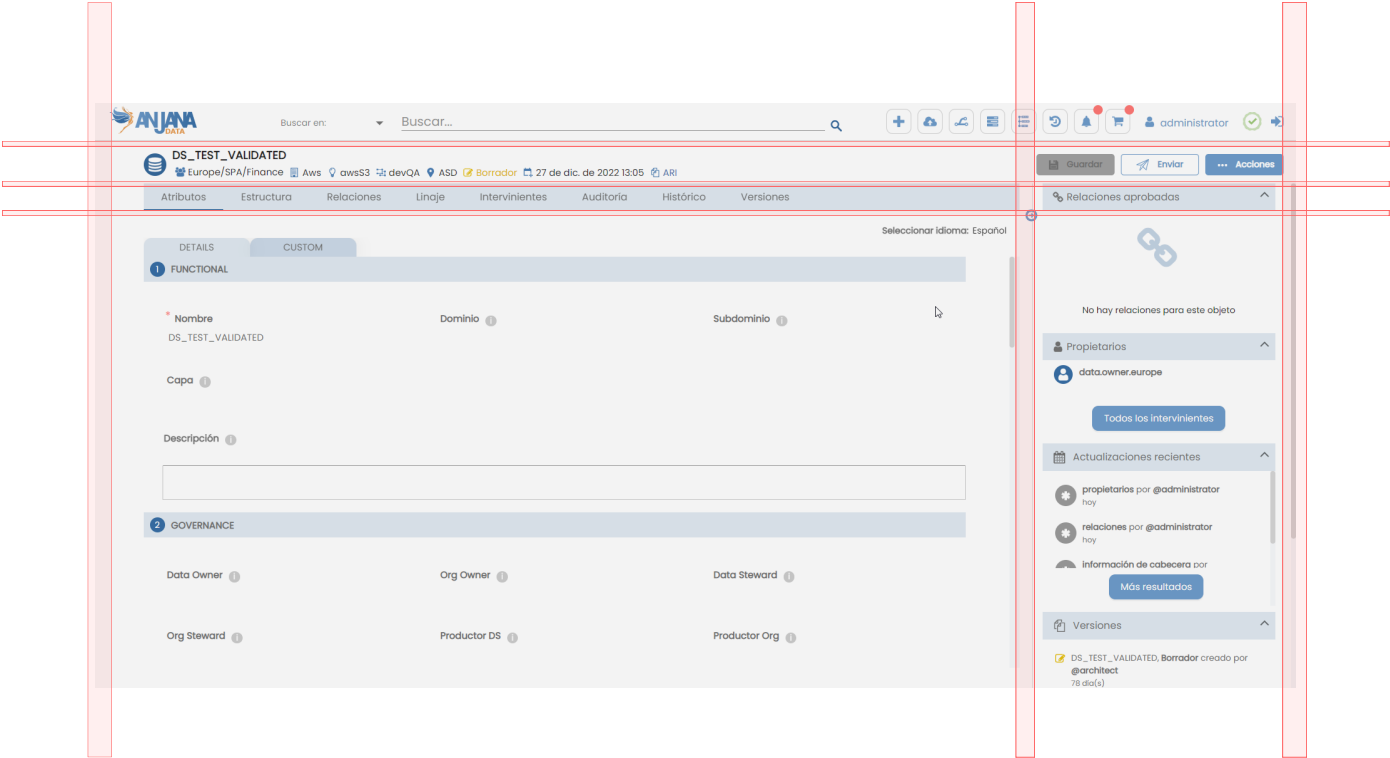 ANJANA
DATA
Buscar en:
Buscar...
administrator
DS_TEST_VALIDATED
Europe/SPA/Finance Aws awsS3 devQA ASD Borrador 27 de dic. de 2022 13:05 ARI
Guardar Enviar ... Acciones
Atributos Estructura Relaciones Linaje Intervinientes Auditoría Histórico Versiones
Relaciones aprobadas
Seleccionar idioma: Español
DETAILS CUSTOM
1 FUNCTIONAL
* Nombre Dominio Subdominio
DS_TEST_VALIDATED
Capa
Descripción
2 GOVERNANCE
Data Owner Org Owner Data Steward
Org Steward Productor DS Productor Org
No hay relaciones para este objeto
Propietarios
data.owner.europe
Todos los intervinientes
Actualizaciones recientes
propietarios por @administrator
hoy
relaciones por @administrator
hoy
información de cabecera por
Más resultados
Versiones
DS_TEST_VALIDATED, Borrador creado por
@architect
78 día(s)